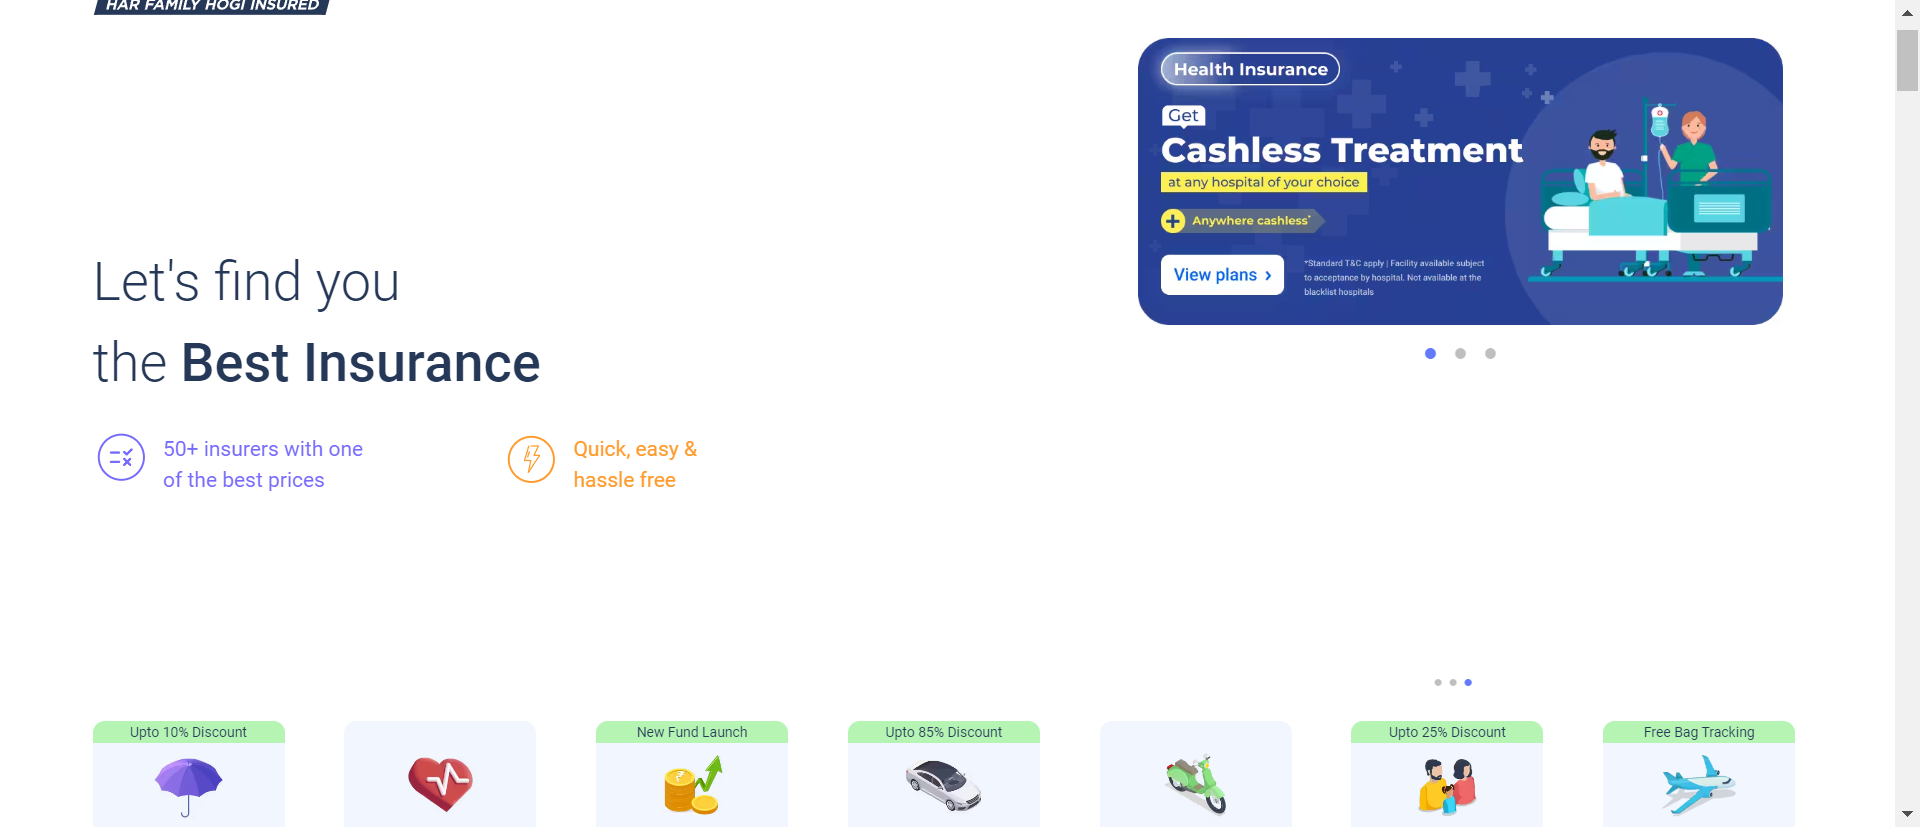 HAR FAMILY HOGI INSURED
Let's find you
the Best Insurance
50+ insurers with one
of the best prices
Quick, easy &
hassle free
Health Insurance
Get
Cashless Treatment
at any hospital of your choice
Anywhere cashless*
View plans ›
*Standard T&C apply | Facility available subject
to acceptance by hospital. Not available at the
blacklist hospitals
Upto 10% Discount
New Fund Launch
Upto 85% Discount
Upto 25% Discount
Free Bag Tracking